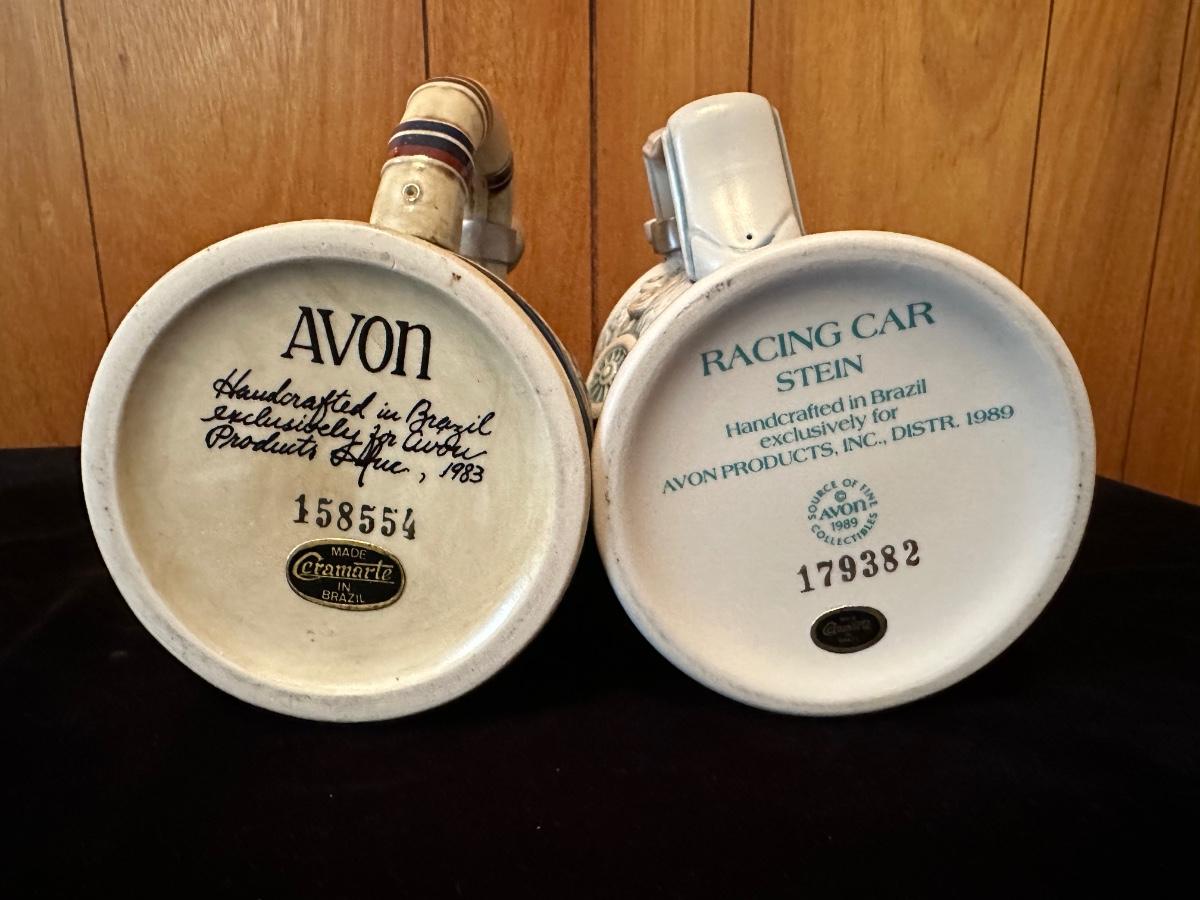 AVON
Handcrafted in Brazil
exclusively for Avon
Products Inc., 1983
158554
MADE
Ceramarte
IN
BRAZIL
RACING CAR
STEIN
Handcrafted in Brazil
exclusively for
AVON PRODUCTS, INC., DISTR. 1989
SOURCE OF FINE
©
AVON
1989
COLLECTIBLES
179382
Ceramarte